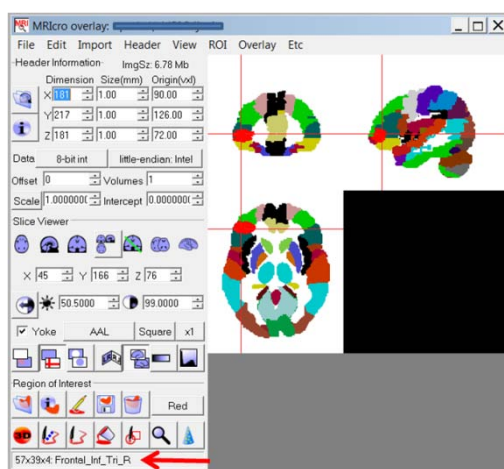 MRIcro overlay:
File Edit Import Header View ROI Overlay Etc
Header Information ImgSz: 6.78 Mb
Dimension Size(mm) Origin(vxl)
X 181 1.00 90.00
Y 217 1.00 126.00
Z 181 1.00 72.00
Data 8-bit int little-endian: Intel
Offset 0 Volumes 1
Scale 1.000000( Intercept 0.000000(
Slice Viewer
X 45 Y 166 Z 76
50.5000 99.0000
Yoke AAL Square x1
Region of Interest
Red
3D
57x39x4: Frontal_Inf_Tri_R